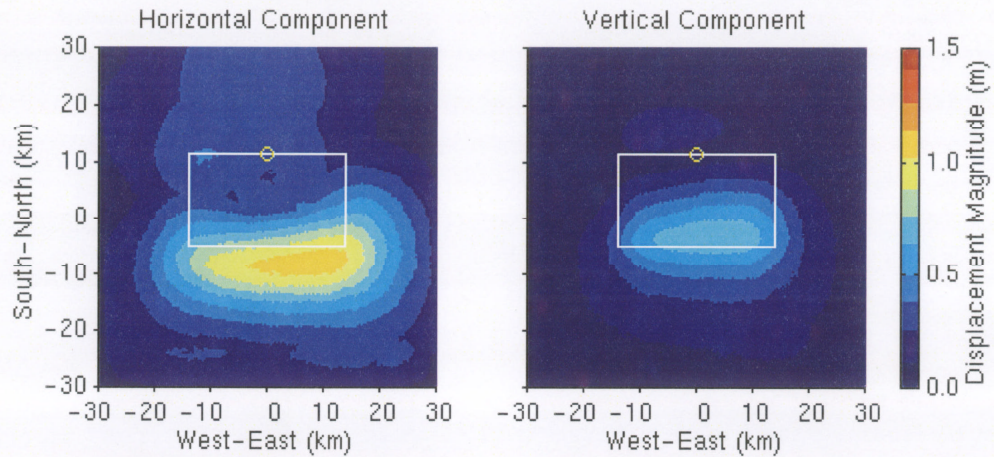 Horizontal Component
Vertical Component
30
20
10
0
−10
−20
−30
South−North (km)
−30 −20 −10 0 10 20 30
West−East (km)
−30 −20 −10 0 10 20 30
West−East (km)
1.5
1.0
0.5
0.0
Displacement Magnitude (m)